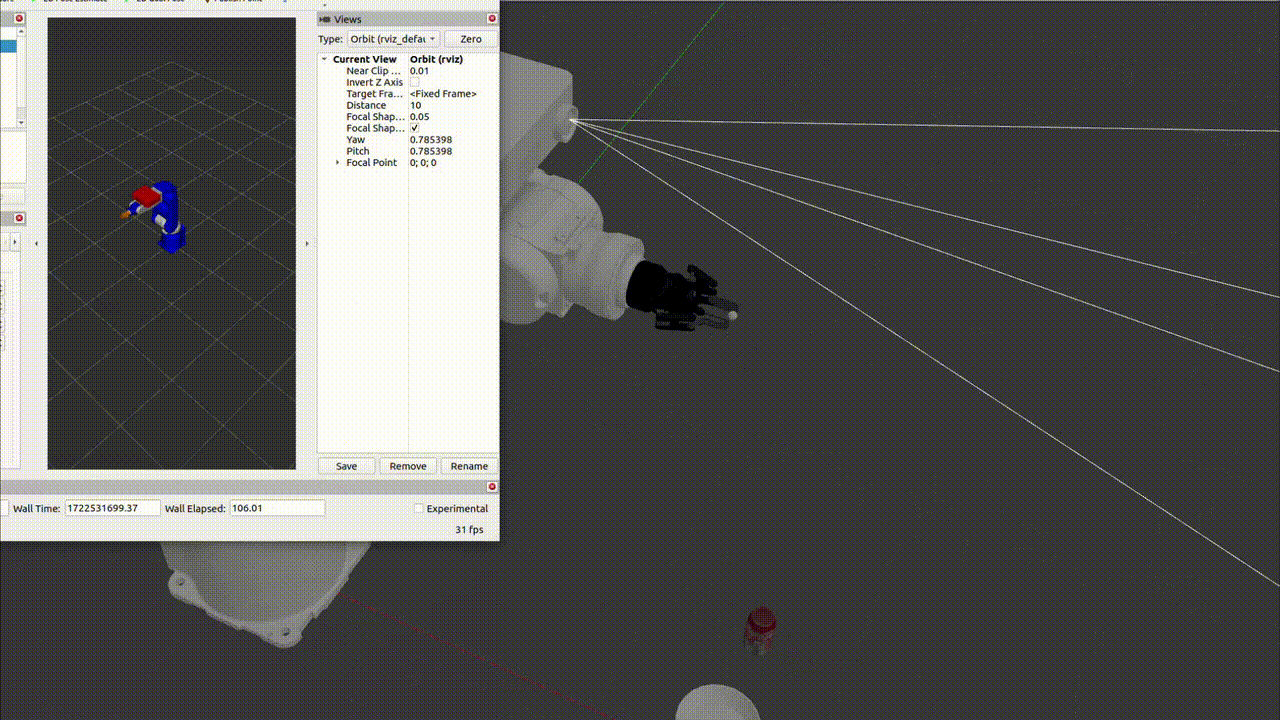 Views
Type: Orbit (rviz_defau Zero
Current View Orbit (rviz)
Near Clip ... 0.01
Invert Z Axis
Target Fra... <Fixed Frame>
Distance 10
Focal Shap... 0.05
Focal Shap... ✓
Yaw 0.785398
Pitch 0.785398
Focal Point 0; 0; 0
Save Remove Rename
Wall Time: 1722531699.37 Wall Elapsed: 106.01 Experimental
31 fps